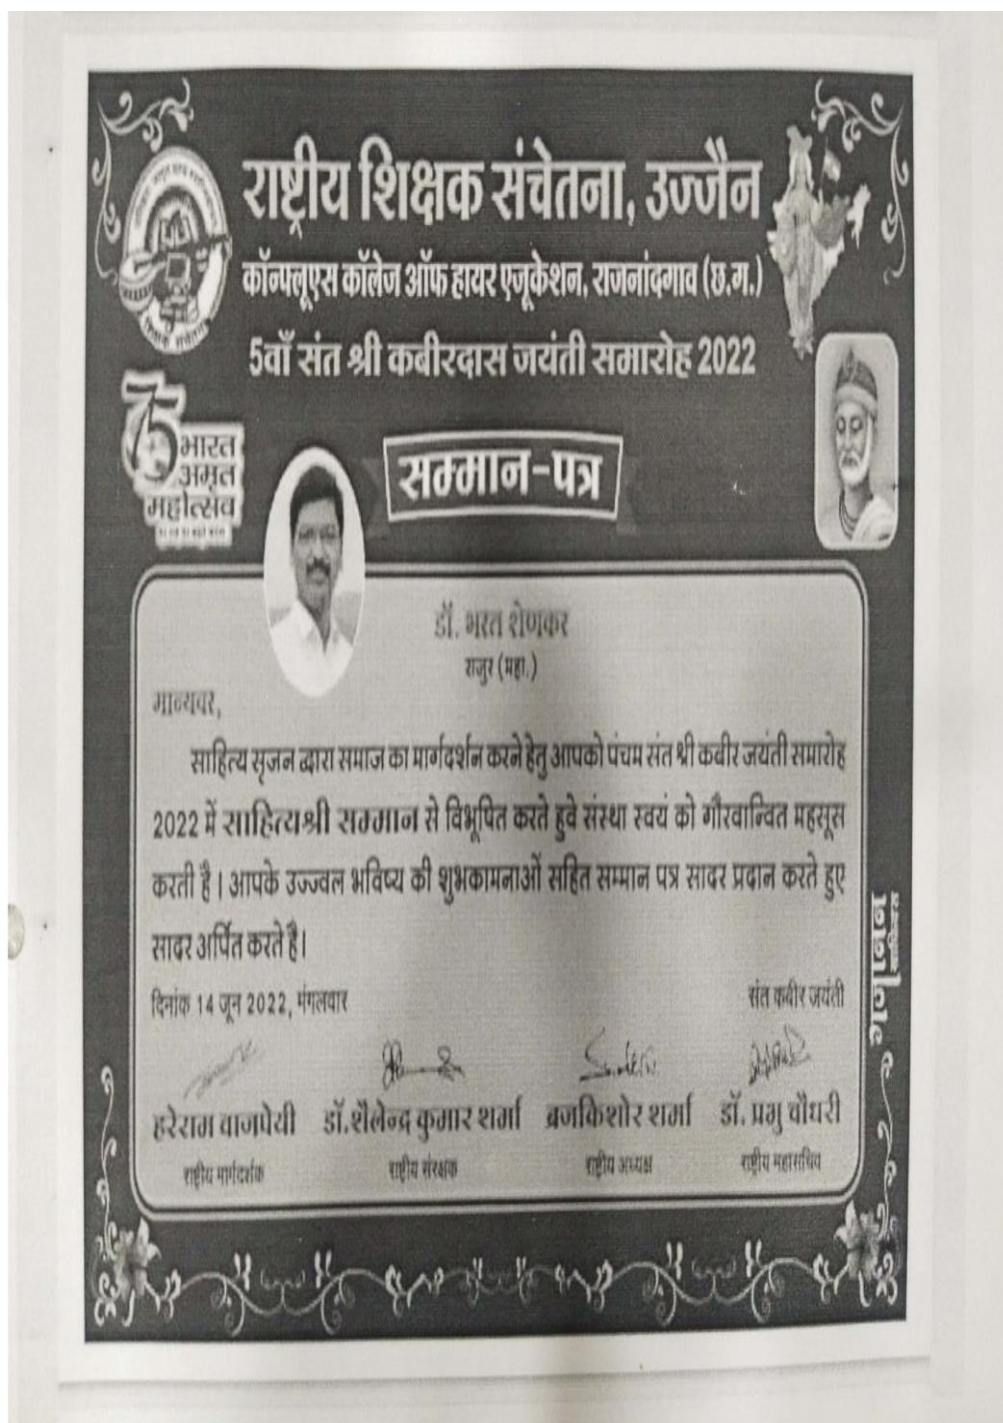 राष्ट्रीय शिक्षक संचेतना, उज्जैन
कॉन्फ्लूएंस कॉलेज ऑफ हायर एजूकेशन, राजनांदगाव (छ.ग.)
5वाँ संत श्री कबीरदास जयंती समारोह 2022
75
भारत
अमृत
महोत्सव
सम्मान-पत्र
डॉ. भरत शेणकर
राजुर (महा.)
मान्यवर,
साहित्य सृजन द्वारा समाज का मार्गदर्शन करने हेतु आपको पंचम संत श्री कबीर जयंती समारोह
2022 में साहित्यश्री सम्मान से विभूषित करते हुवे संस्था स्वयं को गौरवान्वित महसूस
करती है। आपके उज्ज्वल भविष्य की शुभकामनाओं सहित सम्मान पत्र सादर प्रदान करते हुए
सादर अर्पित करते है।
दिनांक 14 जून 2022, मंगलवार
संत कबीर जयंती
हरेराम वाजपेयी डॉ.शैलेन्द्र कुमार शर्मा ब्रजकिशोर शर्मा डॉ. प्रभु चौधरी
राष्ट्रीय मार्गदर्शक राष्ट्रीय संरक्षक राष्ट्रीय अध्यक्ष राष्ट्रीय महासचिव